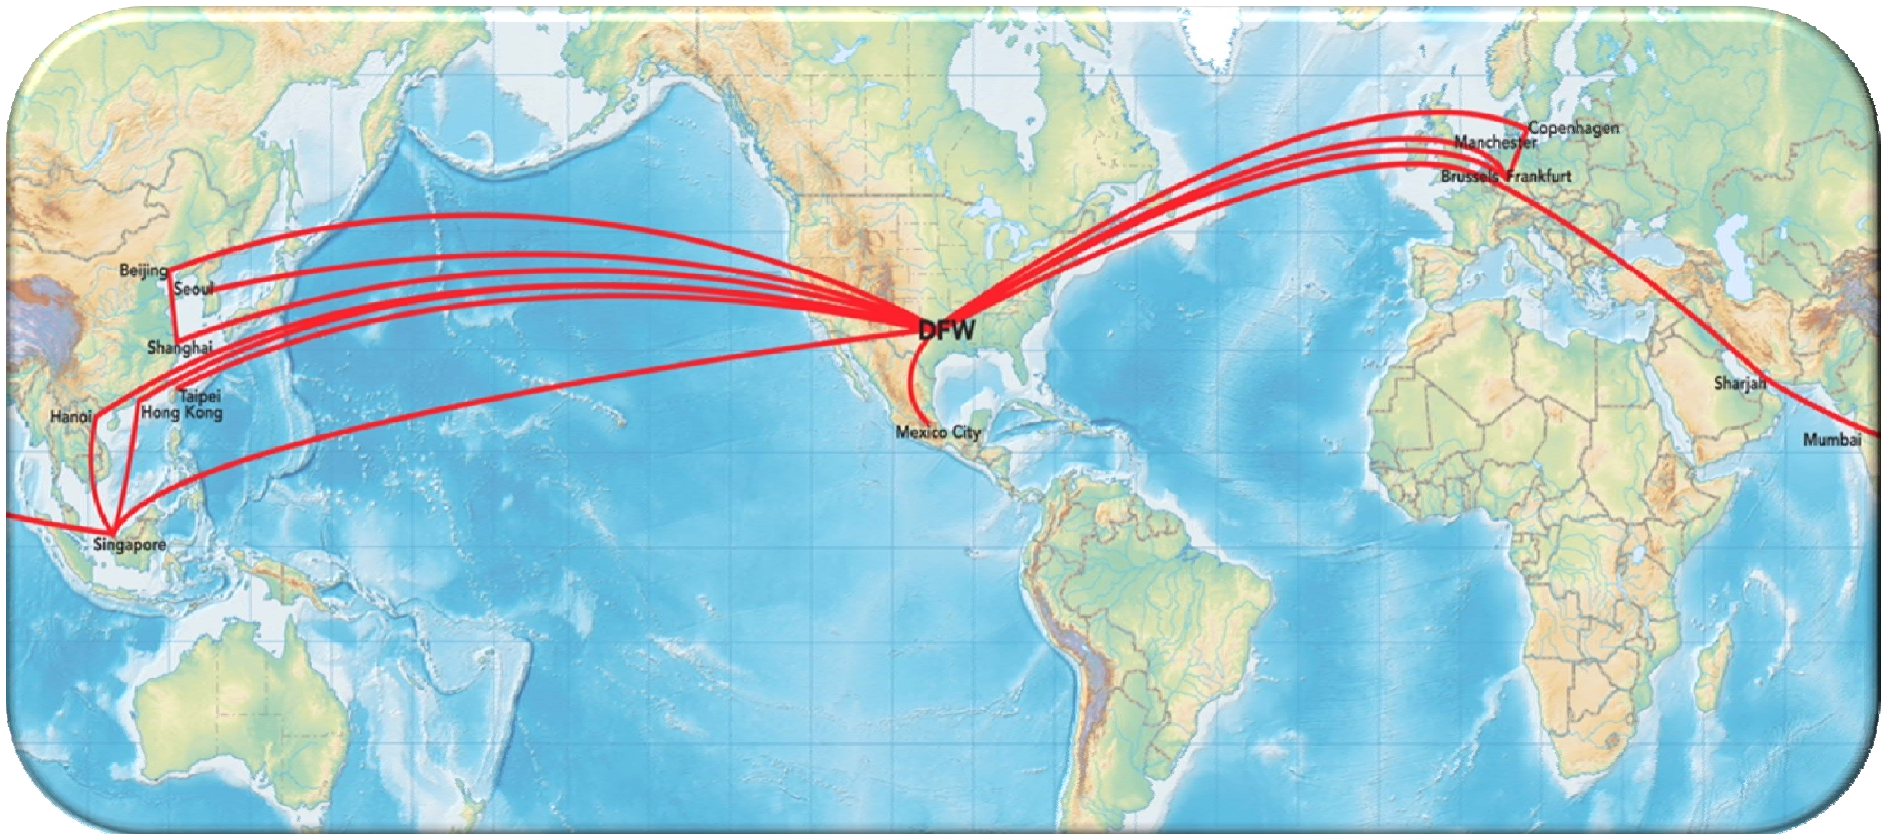 Copenhagen
Manchester
Brussels Frankfurt
Beijing
Seoul
DFW
Shanghai
Sharjah
Taipei
Hong Kong
Hanoi
Mexico City
Mumbai
Singapore